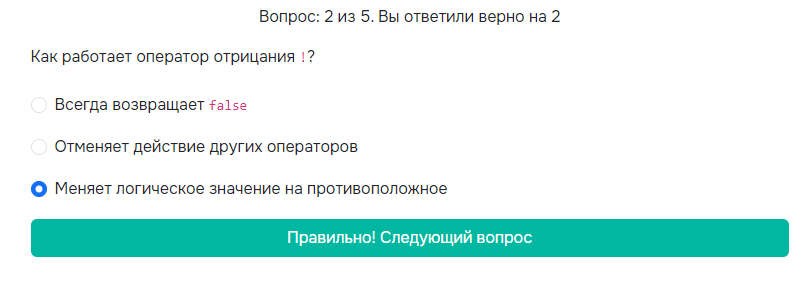 Вопрос: 2 из 5. Вы ответили верно на 2
Как работает оператор отрицания !?
Всегда возвращает false
Отменяет действие других операторов
Меняет логическое значение на противоположное
Правильно! Следующий вопрос